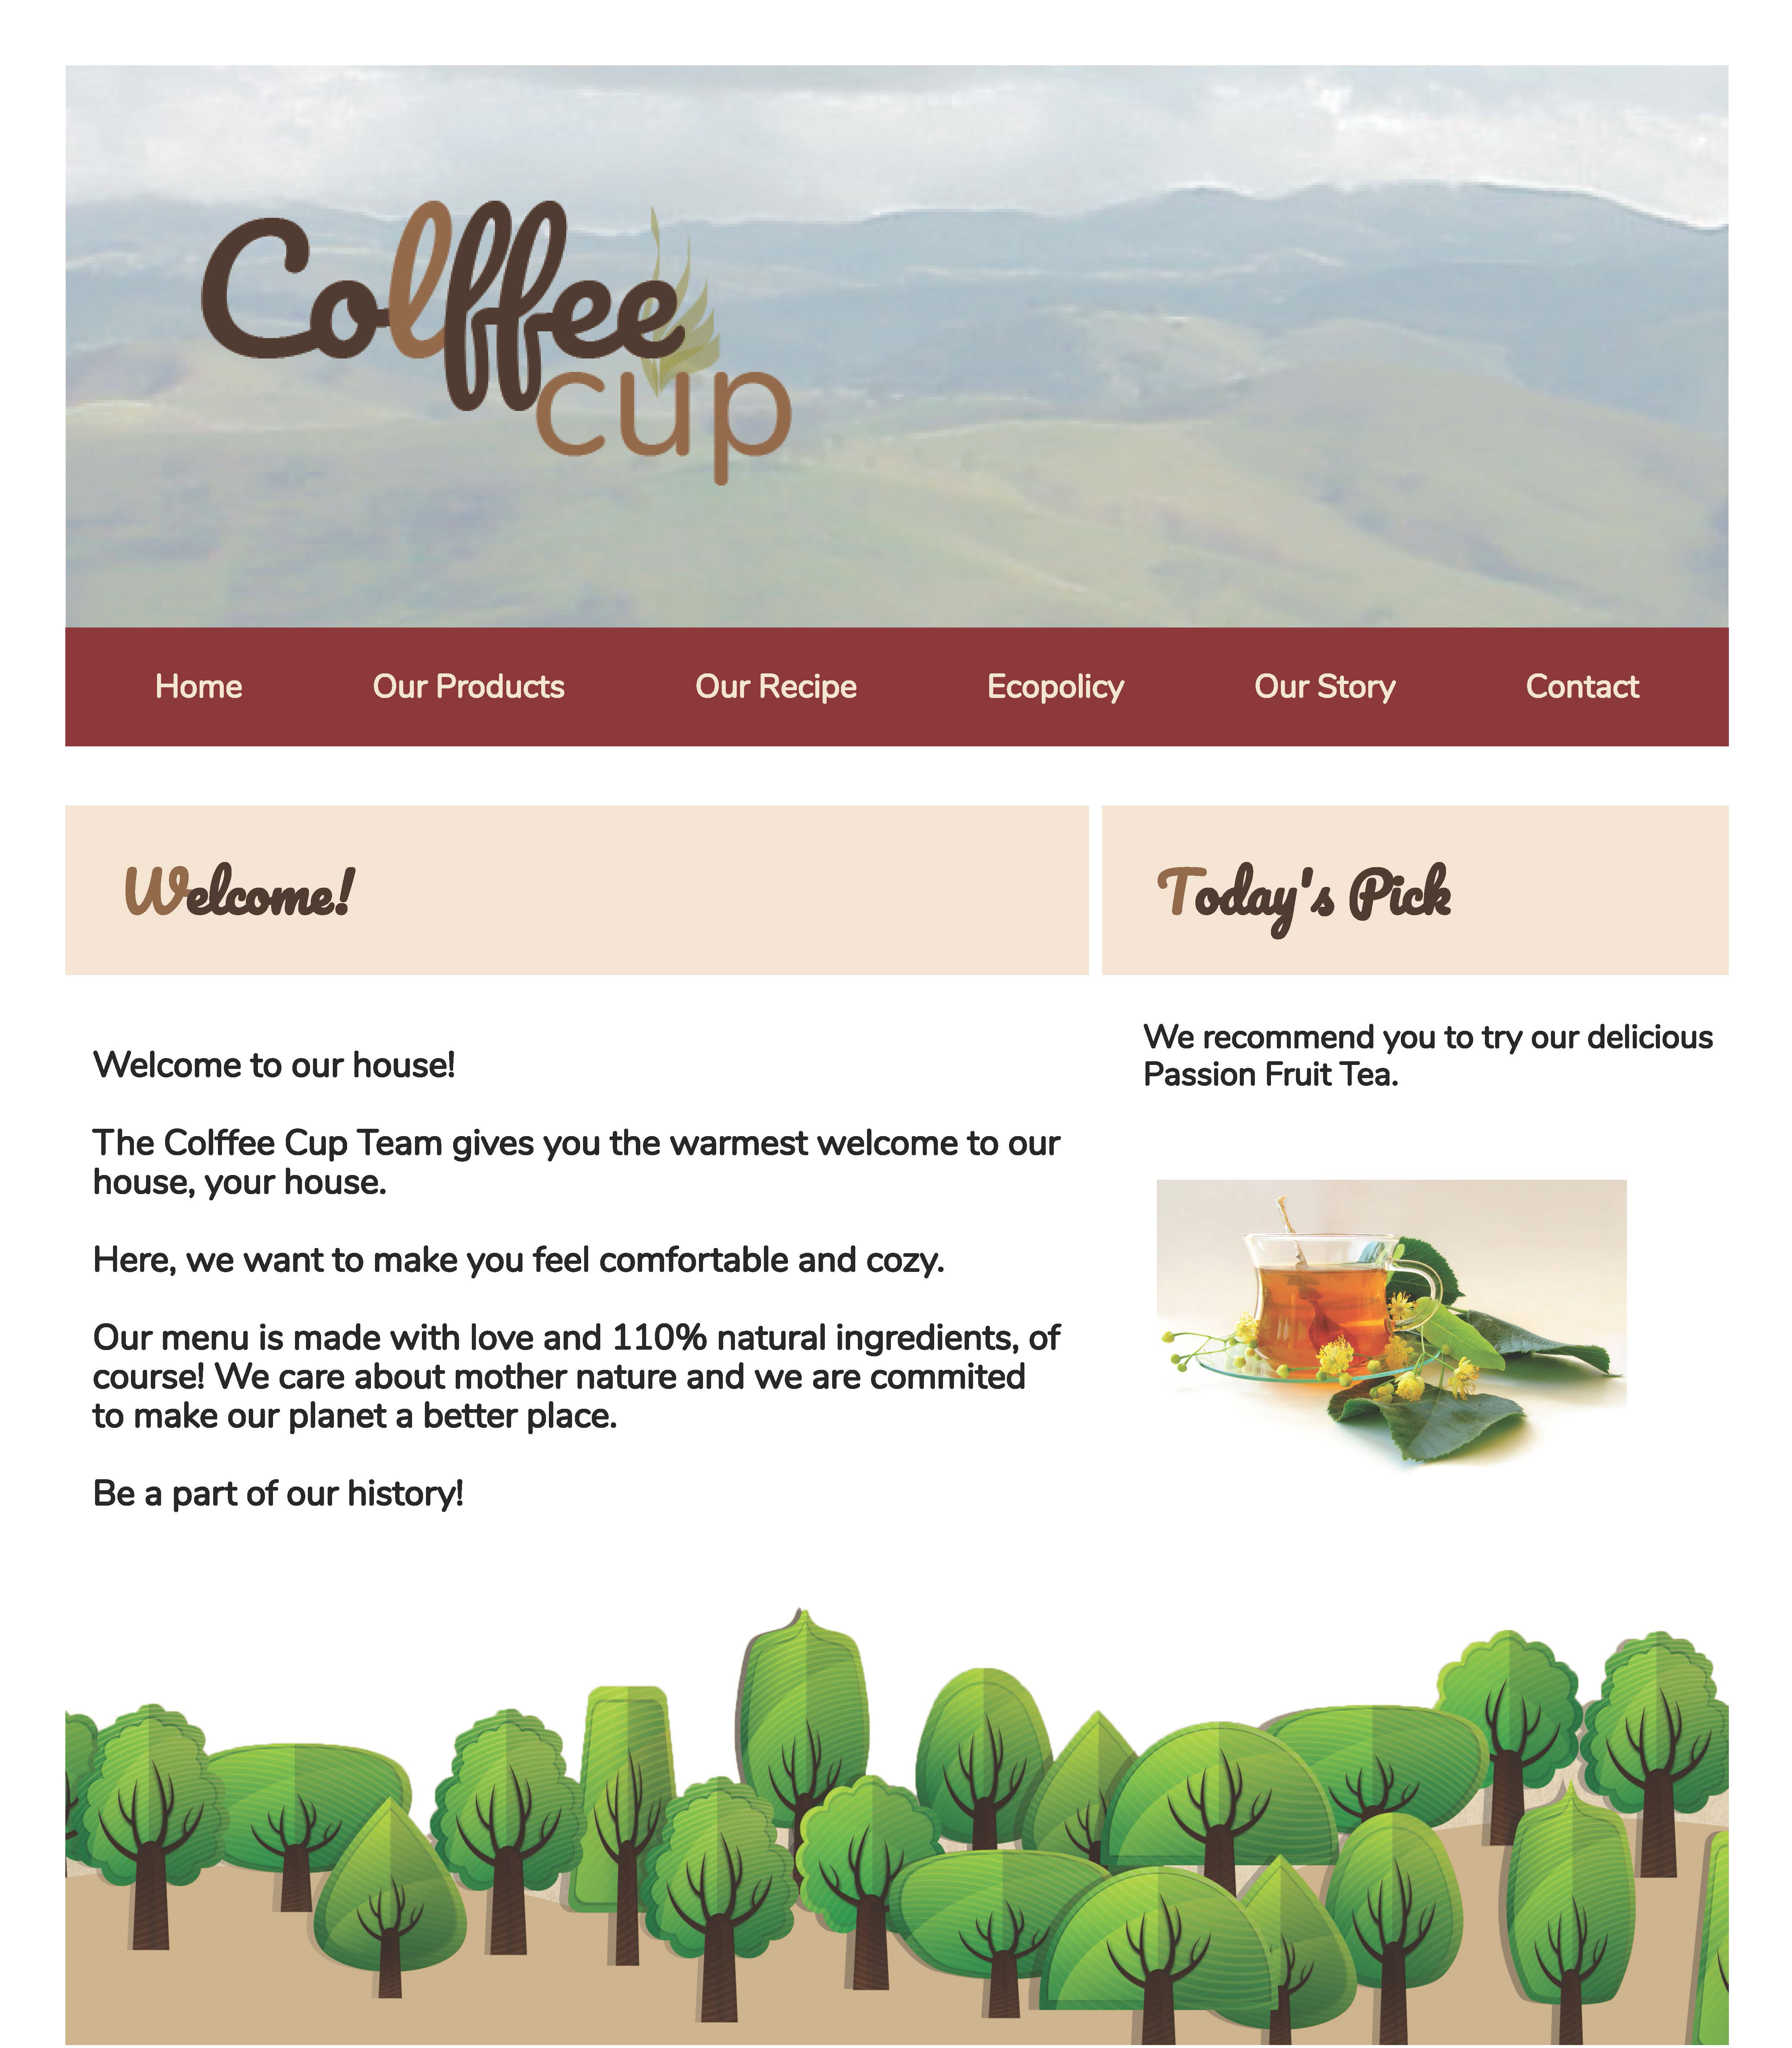 Colffee
cup
Home Our Products Our Recipe Ecopolicy Our Story Contact
Welcome!
Welcome to our house!
The Colffee Cup Team gives you the warmest welcome to our
house, your house.
Here, we want to make you feel comfortable and cozy.
Our menu is made with love and 110% natural ingredients, of
course! We care about mother nature and we are commited
to make our planet a better place.
Be a part of our history!
Today's Pick
We recommend you to try our delicious
Passion Fruit Tea.